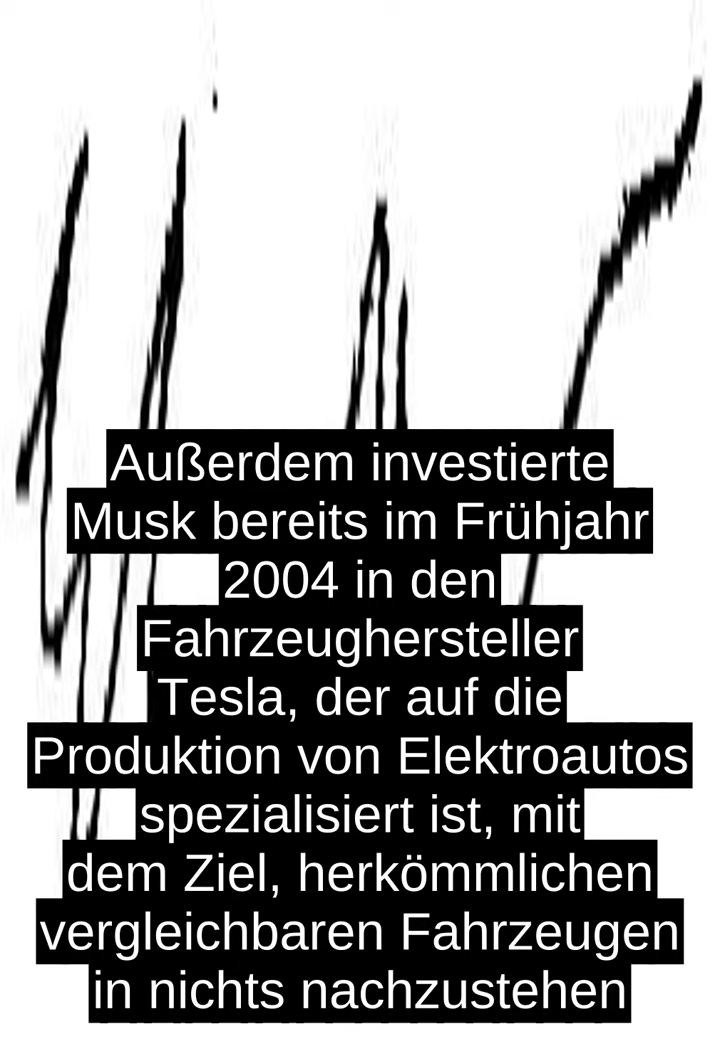 Außerdem investierte
Musk bereits im Frühjahr
2004 in den
Fahrzeughersteller
Tesla, der auf die
Produktion von Elektroautos
spezialisiert ist, mit
dem Ziel, herkömmlichen
vergleichbaren Fahrzeugen
in nichts nachzustehen